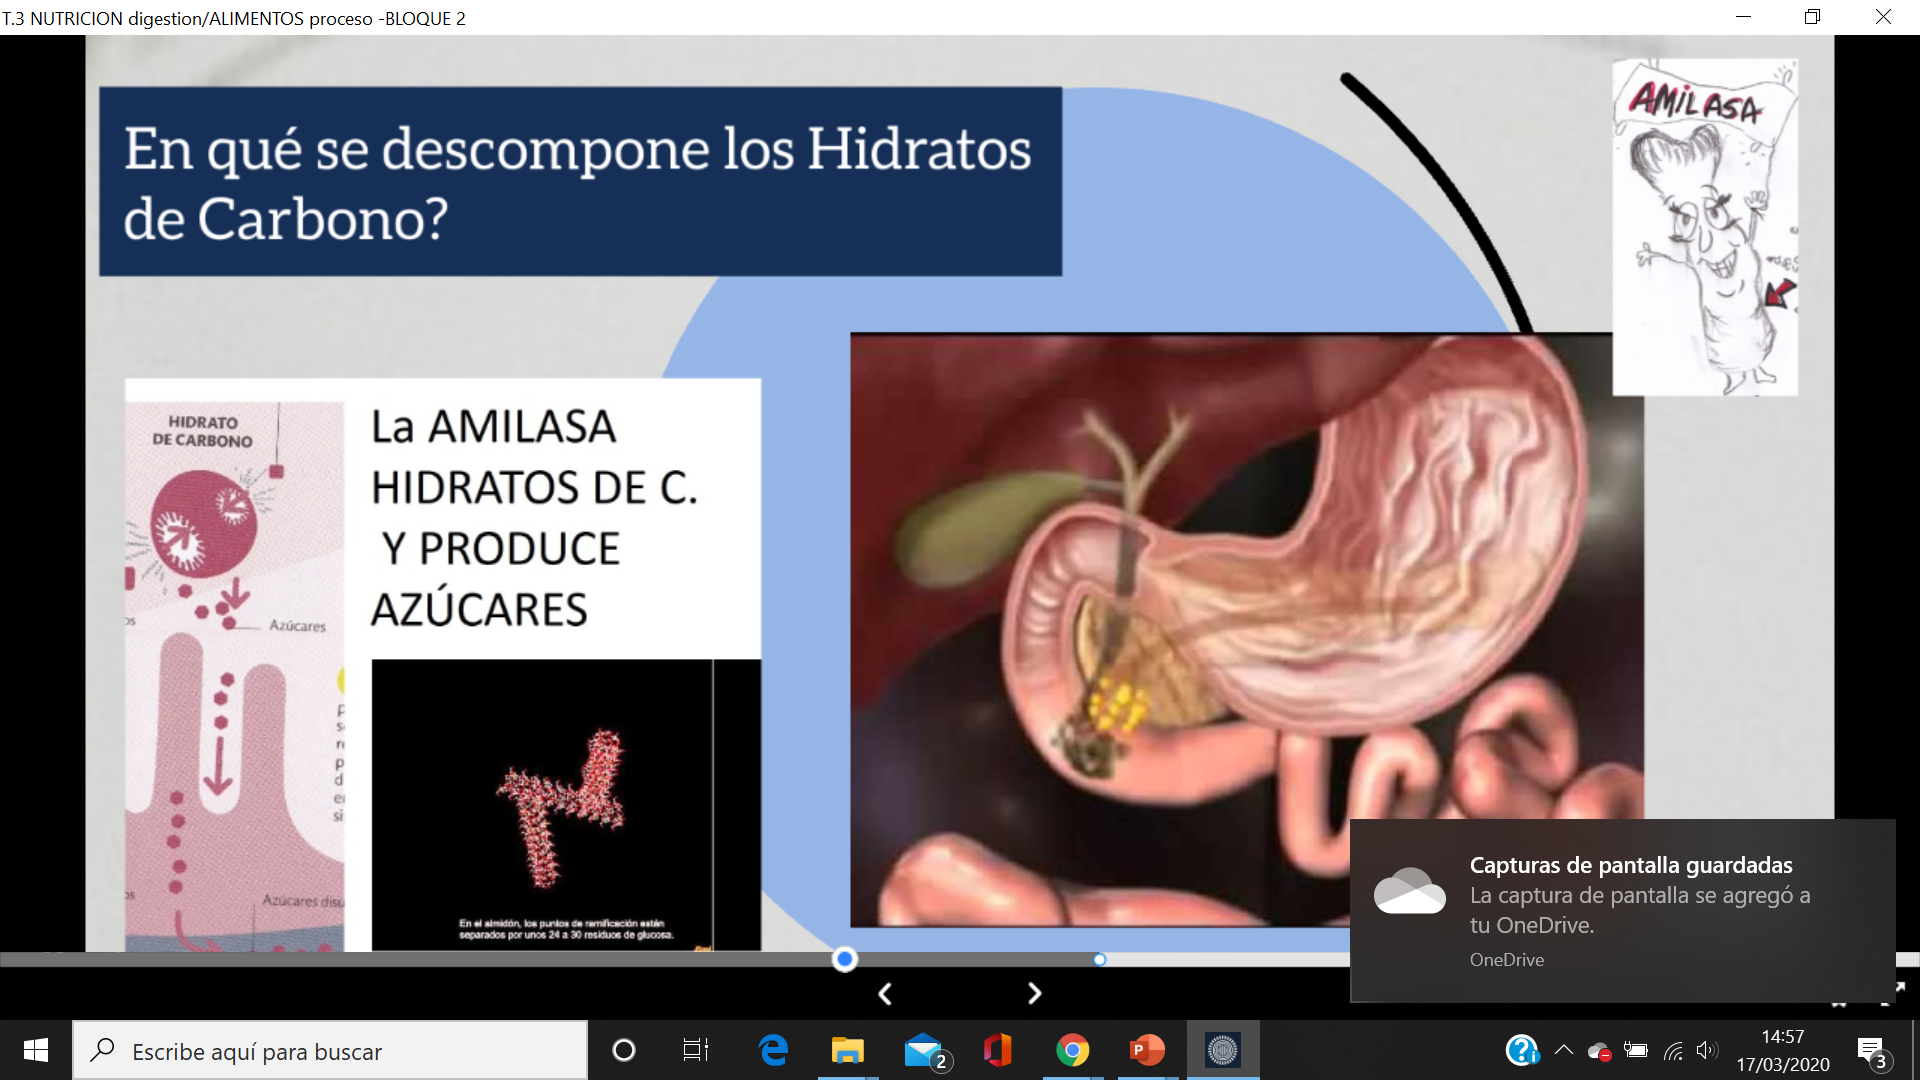 T.3 NUTRICION digestion/ALIMENTOS proceso -BLOQUE 2
En qué se descompone los Hidratos
de Carbono?
AMILASA
HIDRATO
DE CARBONO
Azúcares
Azúcares disu
La AMILASA
HIDRATOS DE C.
Y PRODUCE
AZÚCARES
En el almidón, los puntos de ramificación están
separados por unos 24 a 30 residuos de glucosa.
Capturas de pantalla guardadas
La captura de pantalla se agregó a
tu OneDrive.
OneDrive
Escribe aquí para buscar
2
14:57
17/03/2020
3